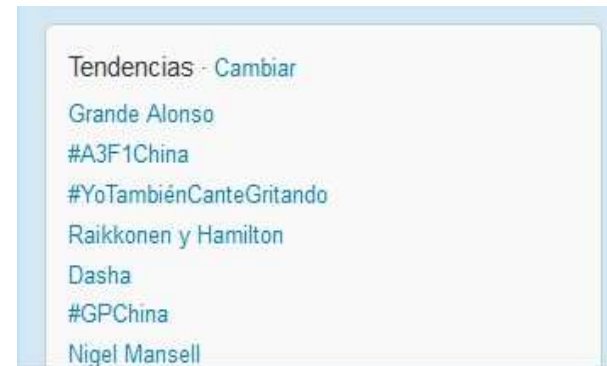 Tendencias · Cambiar
Grande Alonso
#A3F1China
#YoTambiénCanteGritando
Raikkonen y Hamilton
Dasha
#GPChina
Nigel Mansell